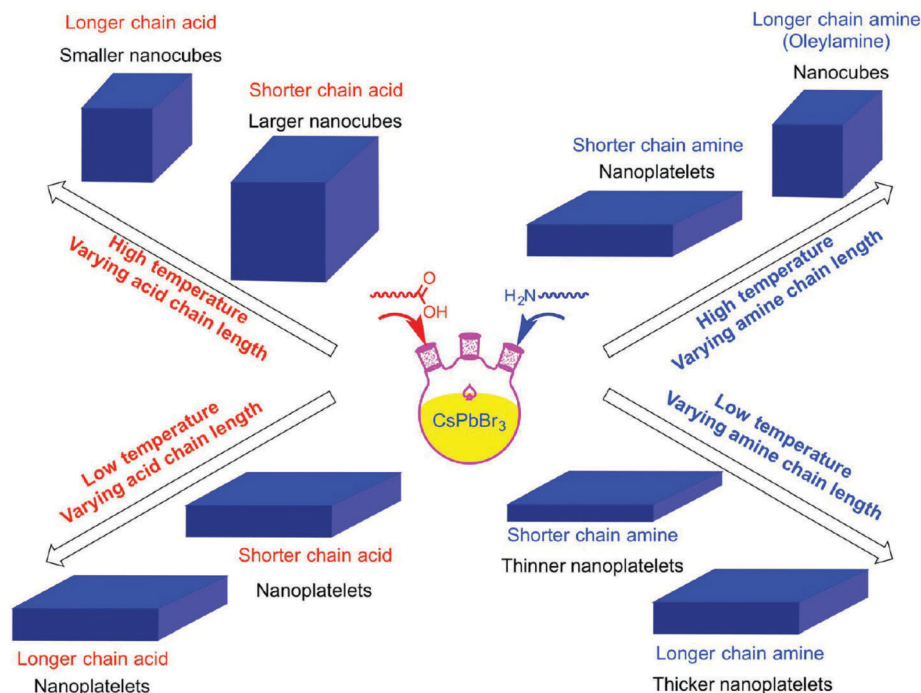 Longer chain acid
Smaller nanocubes
Shorter chain acid
Larger nanocubes
High temperature
Varying acid chain length
Longer chain amine
(Oleylamine)
Nanocubes
Shorter chain amine
Nanoplatelets
High temperature
Varying amine chain length
O
OH
H₂N
CsPbBr₃
Low temperature
Varying acid chain length
Shorter chain acid
Nanoplatelets
Longer chain acid
Nanoplatelets
Low temperature
Varying amine chain length
Shorter chain amine
Thinner nanoplatelets
Longer chain amine
Thicker nanoplatelets